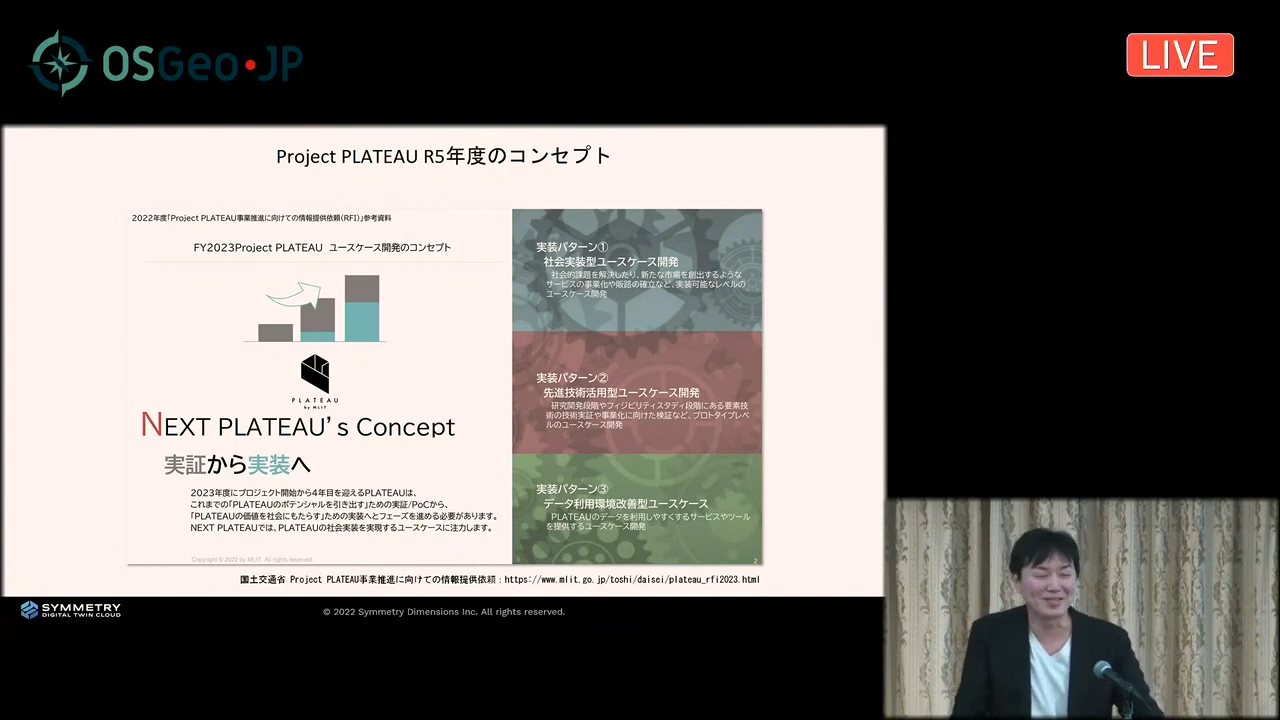 OSGeo•JP
LIVE
Project PLATEAU R5年度のコンセプト
2022年度「Project PLATEAU事業推進に向けての情報提供依頼(RFI)」参考資料
FY2023Project PLATEAU ユースケース開発のコンセプト
PLATEAU
by MLIT
NEXT PLATEAU's Concept
実証から実装へ
2023年度にプロジェクト開始から4年目を迎えるPLATEAUは、
これまでの「PLATEAUのポテンシャルを引き出す」ための実証/PoCから、
「PLATEAUの価値を社会にもたらす」ための実装へとフェーズを進める必要があります。
NEXT PLATEAUでは、PLATEAUの社会実装を実現するユースケースに注力します。
Copyright © 2022 by MLIT. All rights reserved.
実装パターン①
社会実装型ユースケース開発
社会的課題を解決したり、新たな市場を創出するような
サービスの事業化や販路の確立など、実装可能なレベルの
ユースケース開発
実装パターン②
先進技術活用型ユースケース開発
研究開発段階やフィジビリティスタディ段階にある要素技
術の技術実証や事業化に向けた検証など、プロトタイプレベ
ルのユースケース開発
実装パターン③
データ利用環境改善型ユースケース
PLATEAUのデータを利用しやすくするサービスやツール
を提供するユースケース開発
2
国土交通省 Project PLATEAU事業推進に向けての情報提供依頼：https://www.mlit.go.jp/toshi/daisei/plateau_rfi2023.html
SYMMETRY
DIGITAL TWIN CLOUD
© 2022 Symmetry Dimensions Inc. All rights reserved.